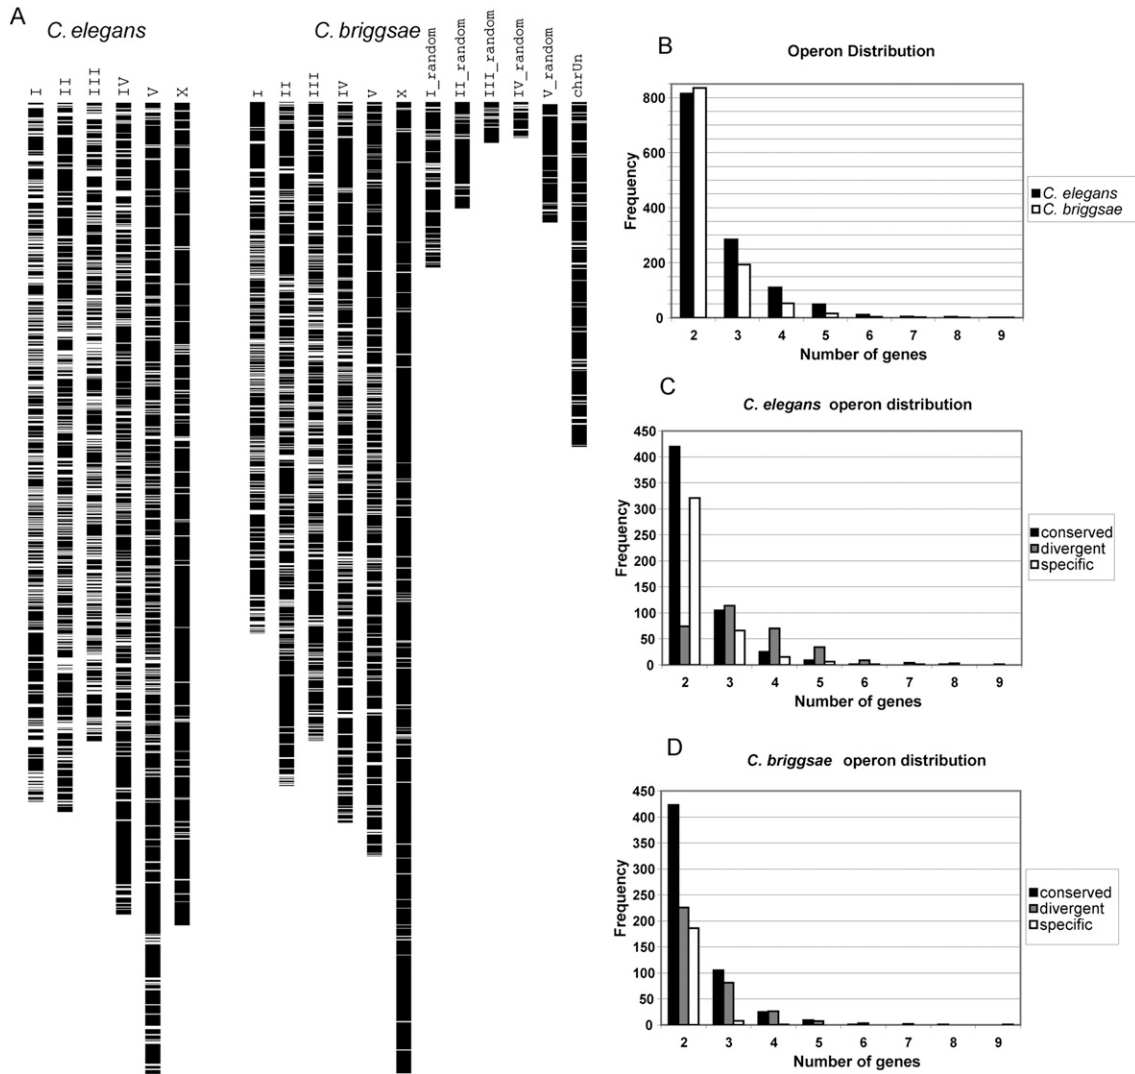 A
C. elegans
C. briggsae
I
II
III
IV
V
X
I
II
III
IV
V
X
I_random
II_random
III_random
IV_random
V_random
chrUn
B
Operon Distribution
Frequency
800
600
400
200
0
2 3 4 5 6 7 8 9
Number of genes
C. elegans
C. briggsae
C
C. elegans operon distribution
Frequency
450
400
350
300
250
200
150
100
50
0
2 3 4 5 6 7 8 9
Number of genes
conserved
divergent
specific
D
C. briggsae operon distribution
Frequency
450
400
350
300
250
200
150
100
50
0
2 3 4 5 6 7 8 9
Number of genes
conserved
divergent
specific